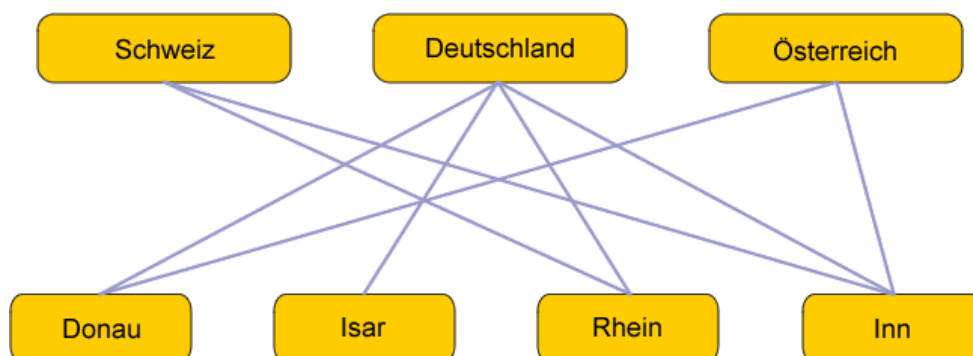 Schweiz
Deutschland
Österreich
Donau
Isar
Rhein
Inn